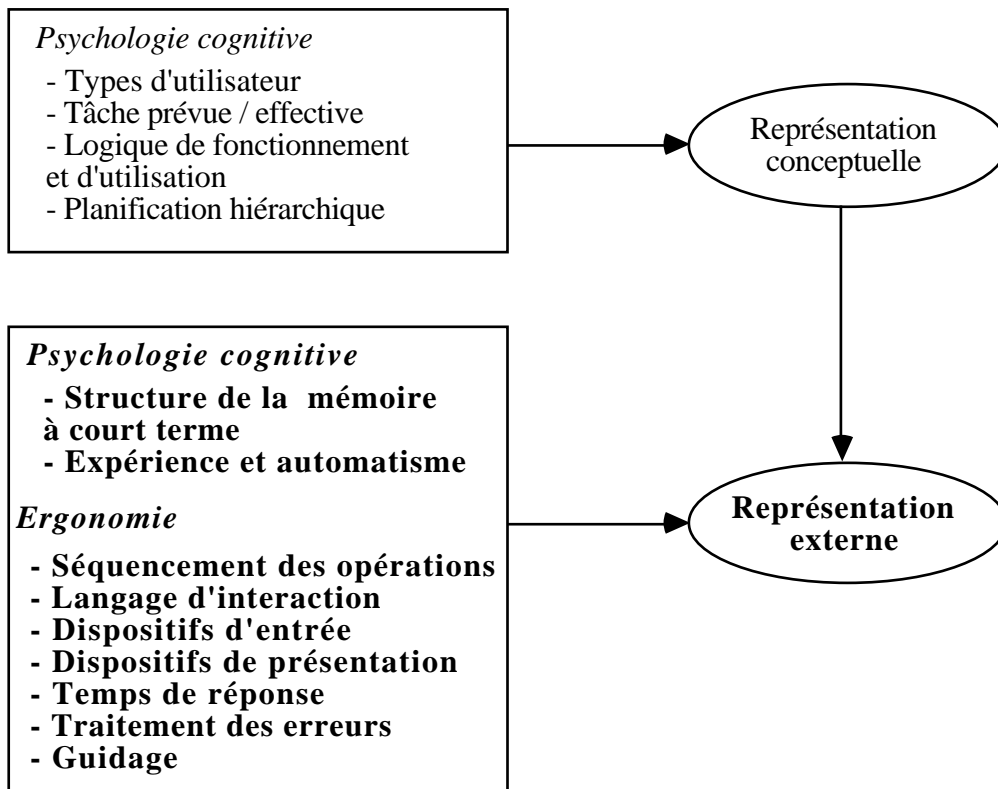 Psychologie cognitive
- Types d'utilisateur
- Tâche prévue / effective
- Logique de fonctionnement
et d'utilisation
- Planification hiérarchique
Représentation
conceptuelle
Psychologie cognitive
- Structure de la mémoire
à court terme
- Expérience et automatisme
Ergonomie
- Séquencement des opérations
- Langage d'interaction
- Dispositifs d'entrée
- Dispositifs de présentation
- Temps de réponse
- Traitement des erreurs
- Guidage
Représentation
externe